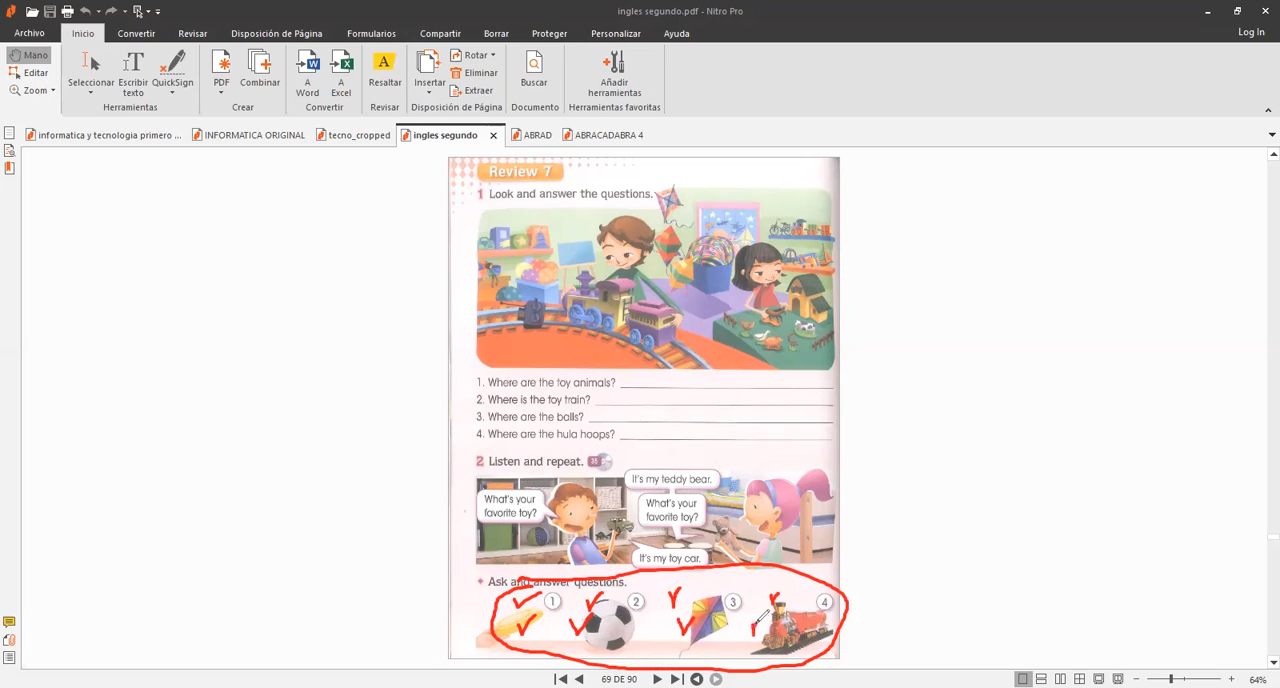 ingles segundo.pdf - Nitro Pro
Archivo Inicio Convertir Revisar Disposición de Página Formularios Compartir Borrar Proteger Personalizar Ayuda Log In
Mano
Editar
Zoom
Seleccionar
Escribir texto
QuickSign
Herramientas
PDF
Combinar
Crear
A Word
A Excel
Convertir
Resaltar
Revisar
Insertar
Rotar
Eliminar
Extraer
Disposición de Página
Buscar
Documento
Añadir herramientas
Herramientas favoritas
informatica y tecnologia primero ... INFORMATICA ORIGINAL tecno_cropped ingles segundo ABRAD ABRACADABRA 4
Review 7
1 Look and answer the questions.
1. Where are the toy animals?
2. Where is the toy train?
3. Where are the balls?
4. Where are the hula hoops?
2 Listen and repeat. 35
What's your favorite toy?
It's my teddy bear.
What's your favorite toy?
It's my toy car.
Ask and answer questions.
1 2 3 4
69 DE 90
64%